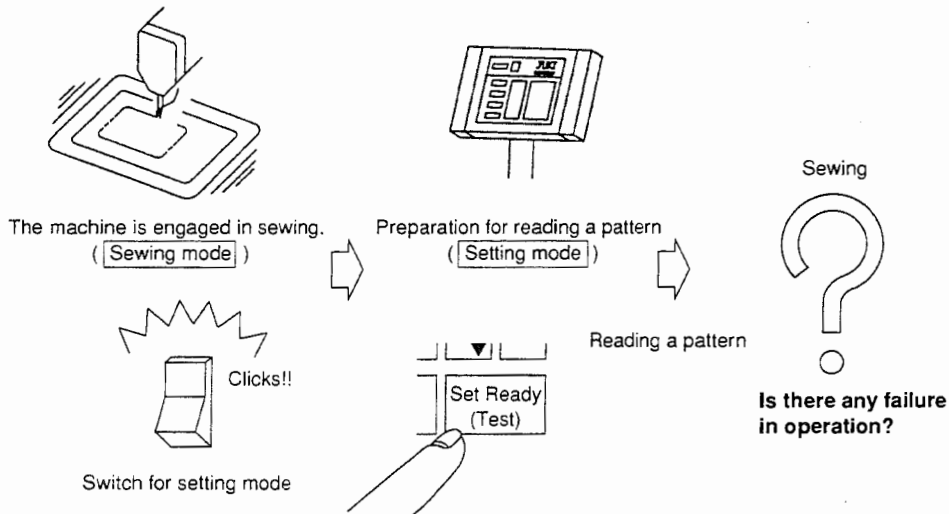 The machine is engaged in sewing.
( Sewing mode )
Clicks!!
Switch for setting mode
Preparation for reading a pattern
( Setting mode )
Set Ready
(Test)
Reading a pattern
Sewing
Is there any failure
in operation?